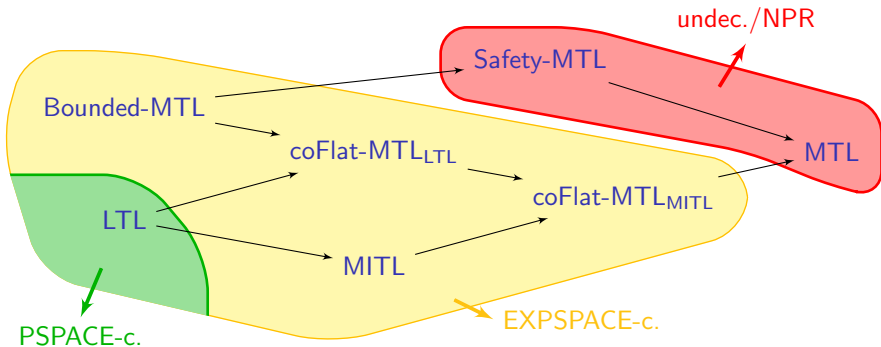 undec./NPR
Safety-MTL
Bounded-MTL
coFlat-MTL_LTL
MTL
coFlat-MTL_MITL
LTL
MITL
EXPSPACE-c.
PSPACE-c.